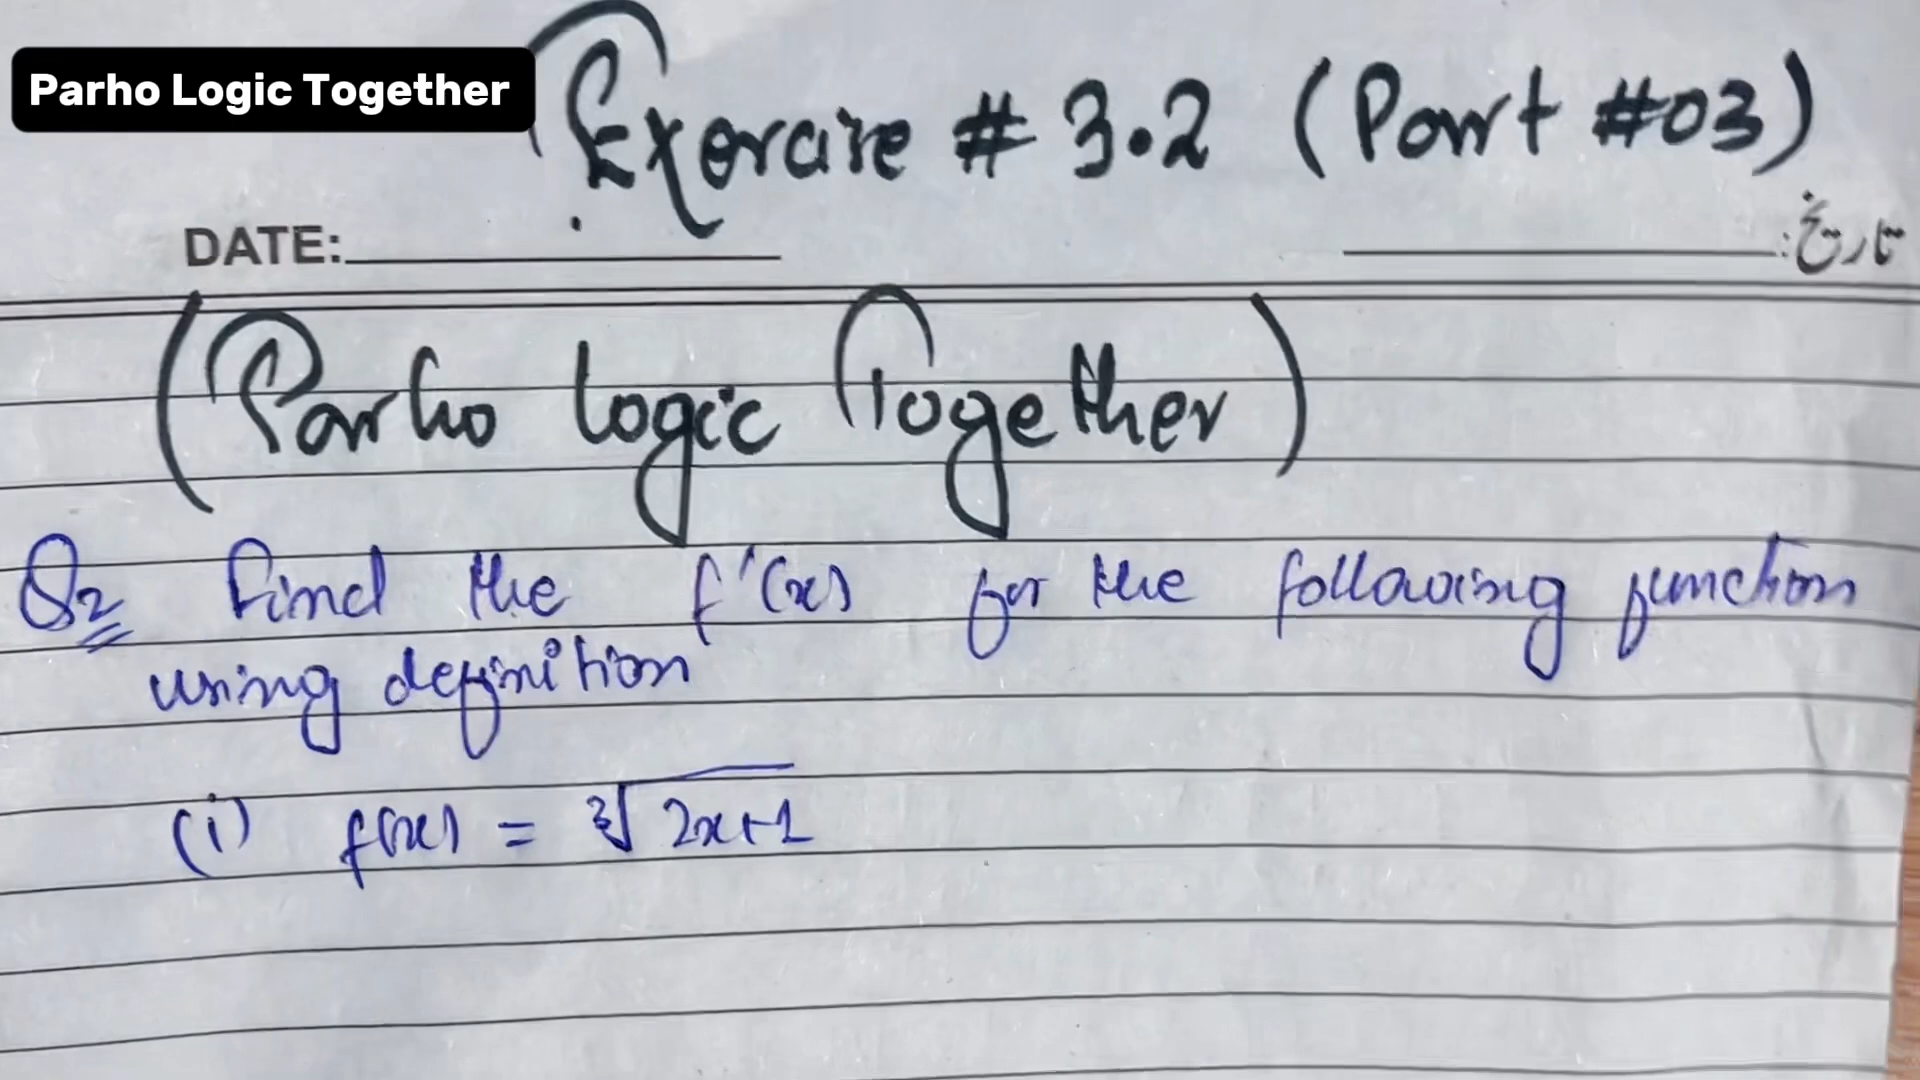 Parho Logic Together
Exercise # 3.2 (Part #03)
DATE:
تاریخ:
(Parho Logic Together)
Q2 Find the f'(x) for the following function
using definition
(i) f(x) = ∛2x+1